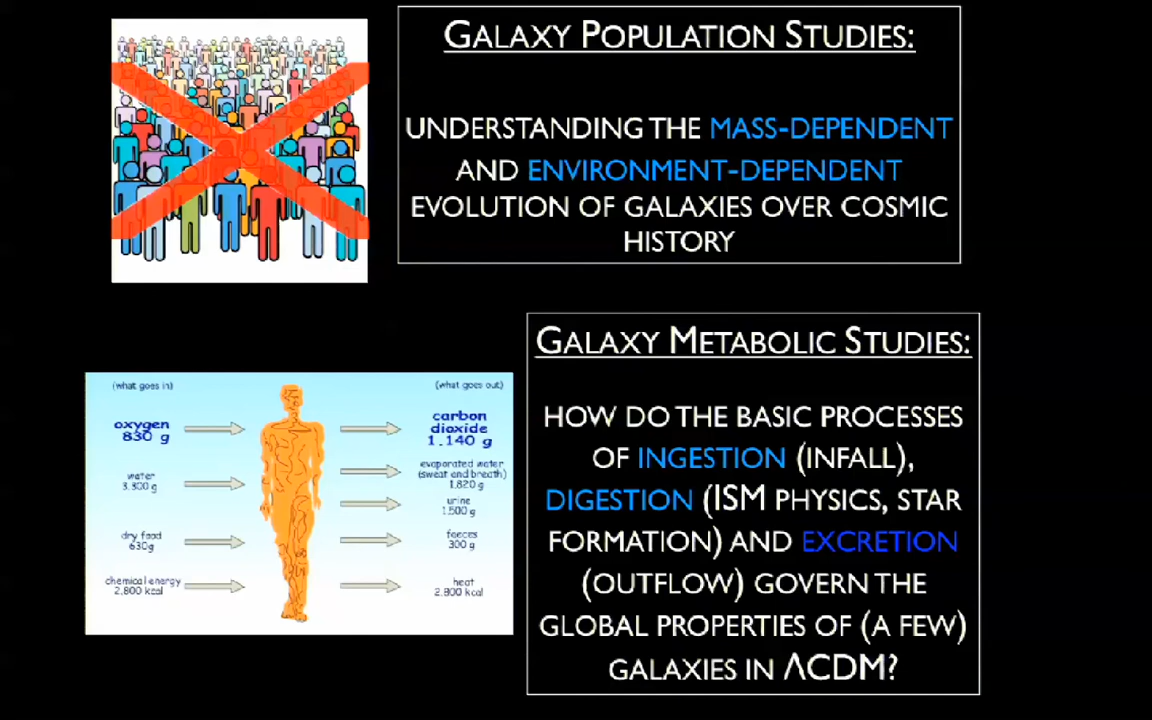 GALAXY POPULATION STUDIES:
UNDERSTANDING THE MASS-DEPENDENT
AND ENVIRONMENT-DEPENDENT
EVOLUTION OF GALAXIES OVER COSMIC
HISTORY
GALAXY METABOLIC STUDIES:
HOW DO THE BASIC PROCESSES
OF INGESTION (INFALL),
DIGESTION (ISM PHYSICS, STAR
FORMATION) AND EXCRETION
(OUTFLOW) GOVERN THE
GLOBAL PROPERTIES OF (A FEW)
GALAXIES IN ΛCDM?
(what goes in)
oxygen
830 g
water
3.300 g
dry food
630g
chemical energy
2.800 kcal
(what goes out)
carbon
dioxide
1.140 g
evaporated water
(sweat and breath)
1.820 g
urine
1.500 g
faeces
300 g
heat
2.800 kcal